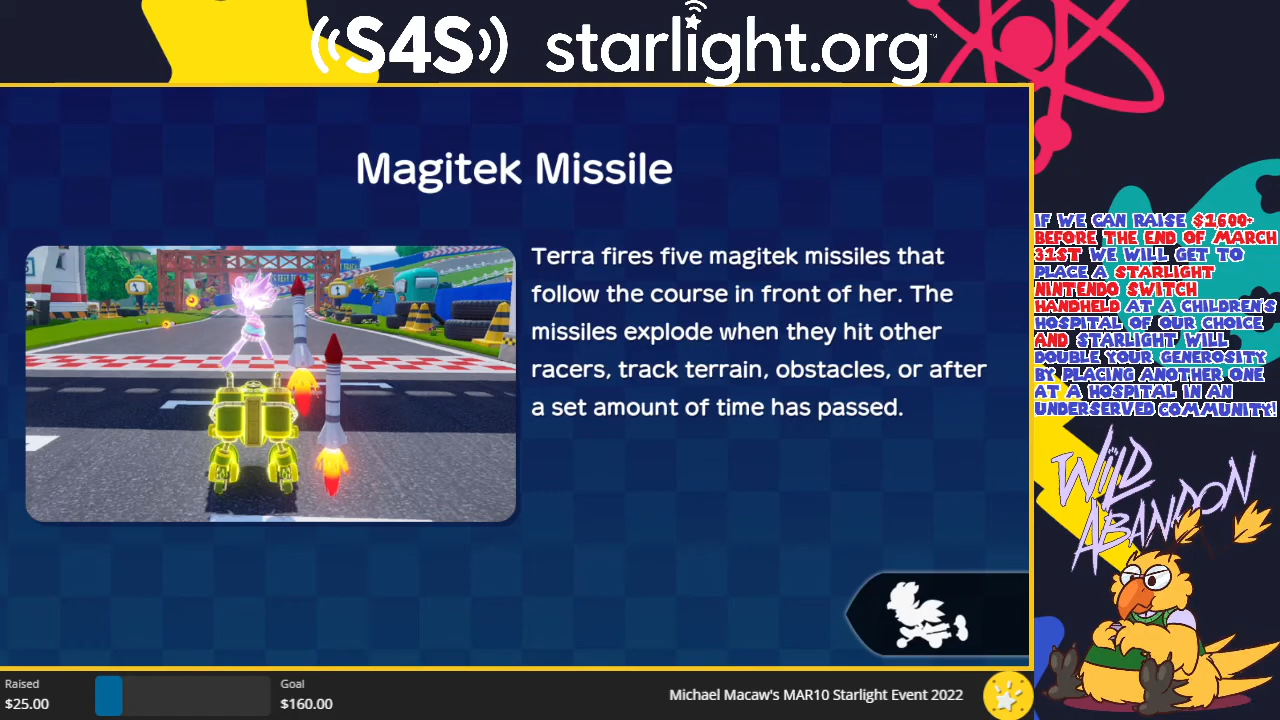 ((S4S)) starlight.org™
Magitek Missile
Terra fires five magitek missiles that
follow the course in front of her. The
missiles explode when they hit other
racers, track terrain, obstacles, or after
a set amount of time has passed.
IF WE CAN RAISE $1600+
BEFORE THE END OF MARCH
31ST WE WILL GET TO
PLACE A STARLIGHT
NINTENDO SWITCH
HANDHELD AT A CHILDREN'S
HOSPITAL OF OUR CHOICE
AND STARLIGHT WILL
DOUBLE YOUR GENEROSITY
BY PLACING ANOTHER ONE
AT A HOSPITAL IN AN
UNDERSERVED COMMUNITY!
WILD
ABANDON
Raised
$25.00
Goal
$160.00
Michael Macaw's MAR10 Starlight Event 2022